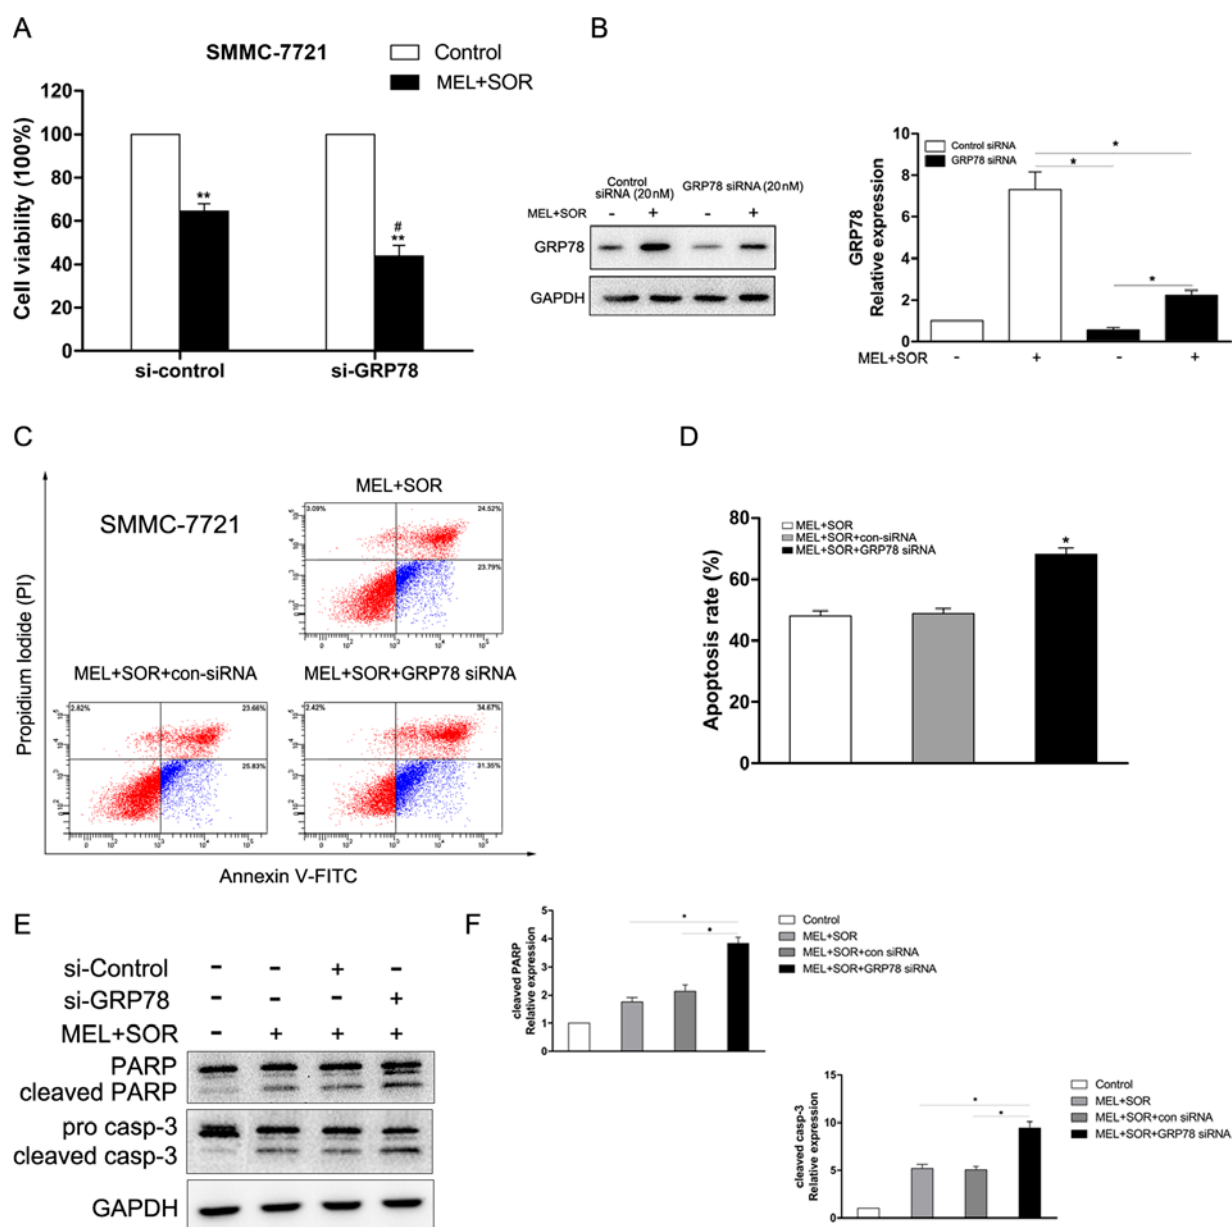 A
SMMC-7721
Control
MEL+SOR
Cell viability (100%)
120
100
80
60
40
20
0
**
#
**
si-control
si-GRP78
B
Control
siRNA (20nM)
GRP78 siRNA (20nM)
MEL+SOR
- + - +
GRP78
GAPDH
GRP78
Relative expression
10
8
6
4
2
0
Control siRNA
GRP78 siRNA
*
*
*
MEL+SOR
- + - +
C
SMMC-7721
Propidium Iodide (PI)
Annexin V-FITC
MEL+SOR
3.09%
24.52%
23.79%
MEL+SOR+con-siRNA
2.82%
23.66%
25.83%
MEL+SOR+GRP78 siRNA
2.42%
34.67%
31.35%
D
Apoptosis rate (%)
80
60
40
20
0
MEL+SOR
MEL+SOR+con-siRNA
MEL+SOR+GRP78 siRNA
*
E
si-Control - - + -
si-GRP78 - - - +
MEL+SOR - + + +
PARP
cleaved PARP
pro casp-3
cleaved casp-3
GAPDH
F
cleaved PARP
Relative expression
5
4
3
2
1
0
*
*
Control
MEL+SOR
MEL+SOR+con siRNA
MEL+SOR+GRP78 siRNA
cleaved casp-3
Relative expression
15
10
5
0
*
*
Control
MEL+SOR
MEL+SOR+con siRNA
MEL+SOR+GRP78 siRNA